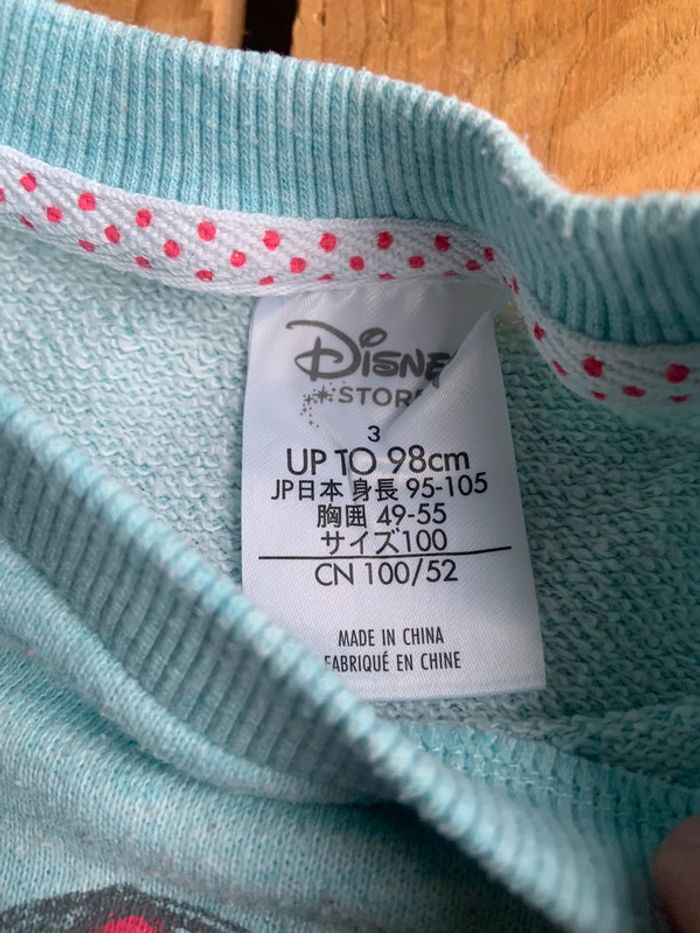 Disney
STORE
3
UP TO 98cm
JP日本 身長 95-105
胸囲 49-55
サイズ100
CN 100/52
MADE IN CHINA
FABRIQUÉ EN CHINE